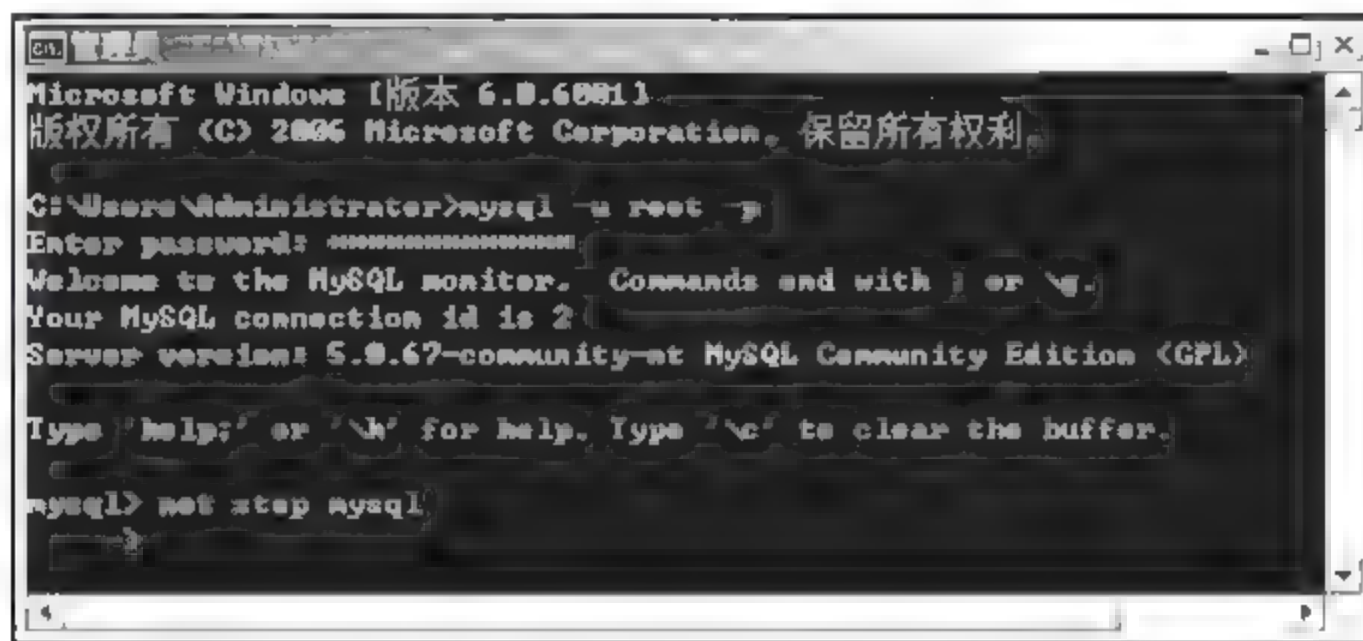 管理员
Microsoft Windows [版本 6.0.6001]
版权所有 (C) 2006 Microsoft Corporation。保留所有权利。
C:\Users\Administrator>mysql -u root -p
Enter password: ******************
Welcome to the MySQL monitor.  Commands end with ; or \g.
Your MySQL connection id is 2
Server version: 5.0.67-community-nt MySQL Community Edition (GPL)
Type 'help;' or '\h' for help. Type '\c' to clear the buffer.
mysql> net stop mysql
    ->